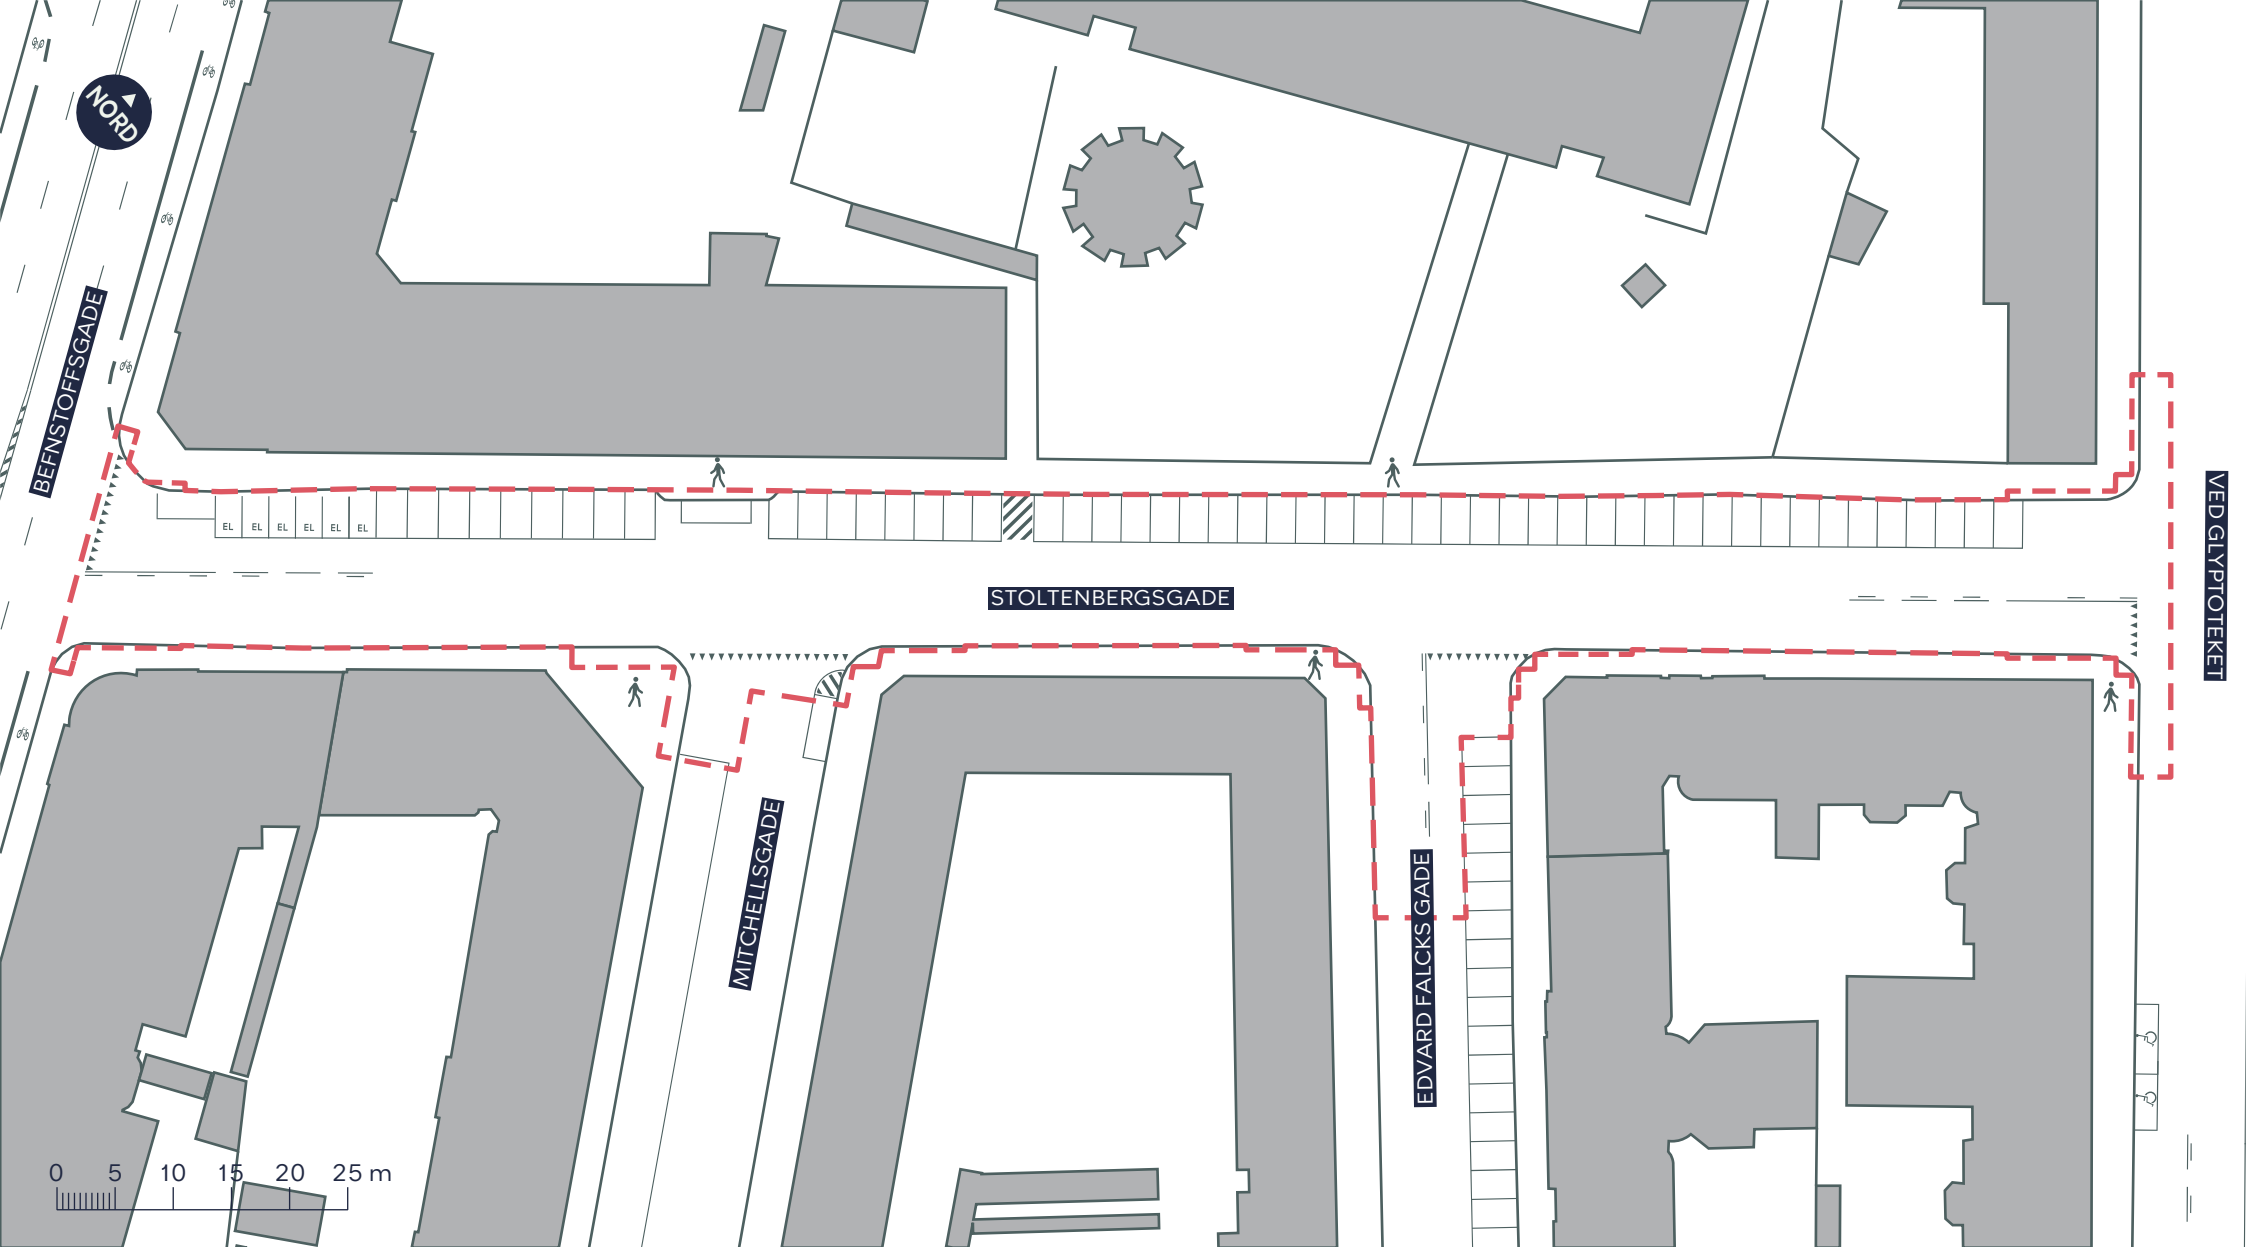 NORD
BEFNSTOFFSGADE
EL EL EL EL EL EL
STOLTENBERGSGADE
VED GLYPTOTEKET
MITCHELLSGADE
EDVARD FALCKS GADE
0 5 10 15 20 25 m